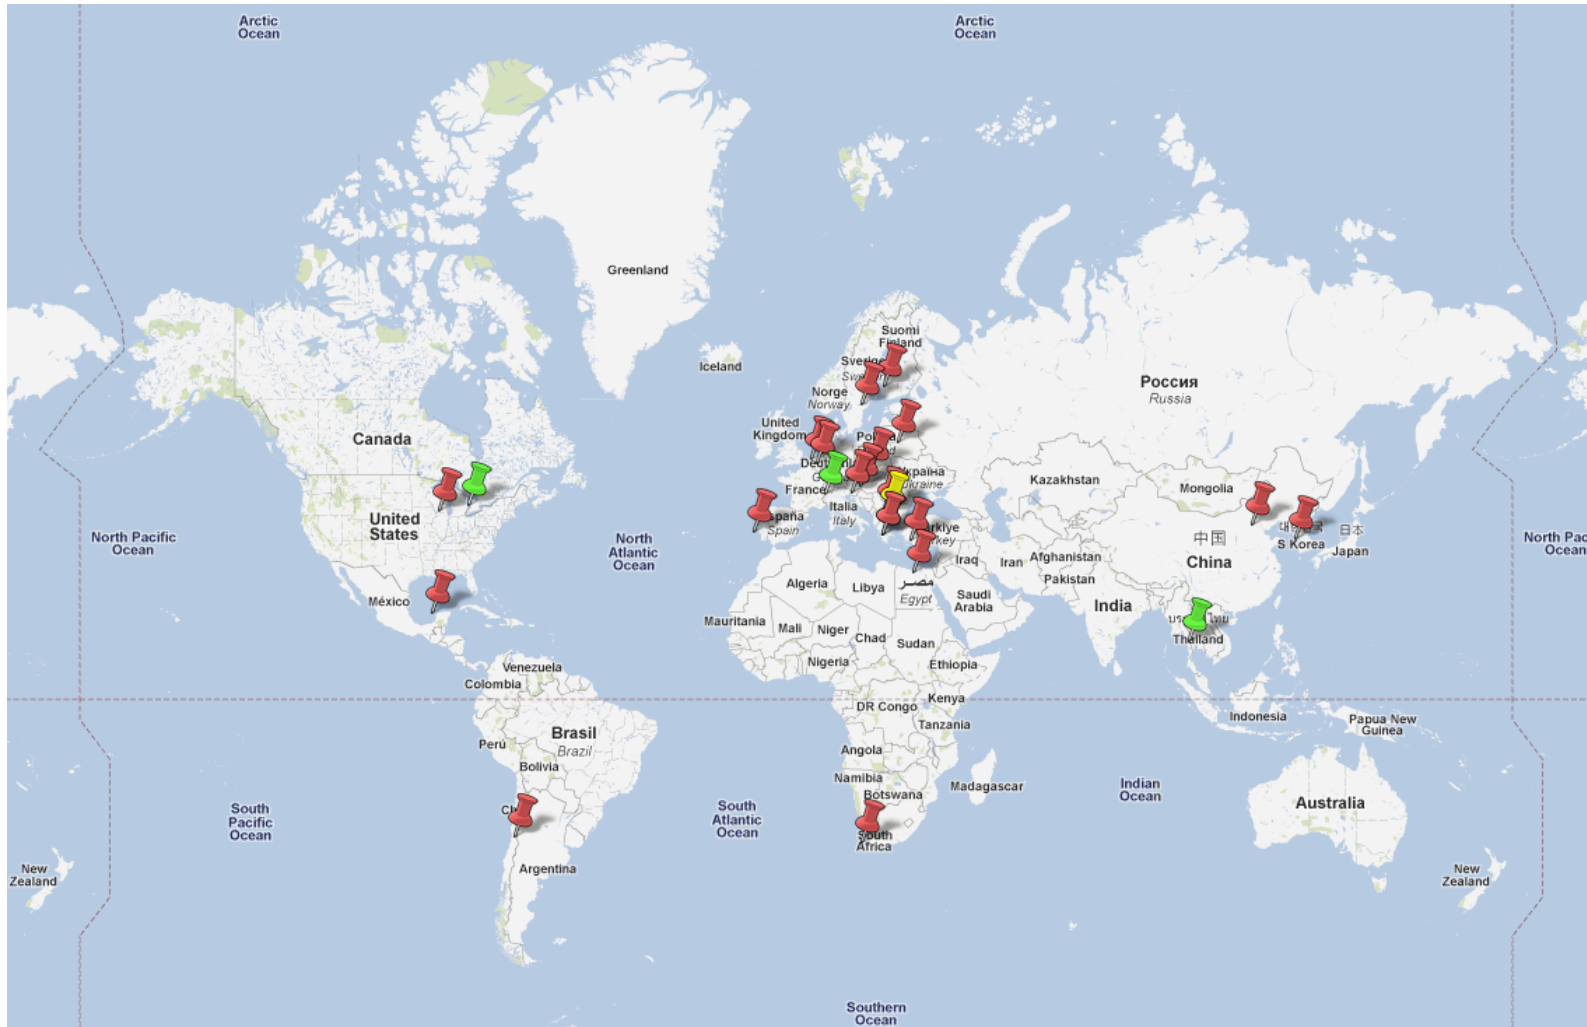 Arctic
Ocean
Arctic
Ocean
Greenland
Iceland
Suomi
Finland
Norge
Norway
Россия
Russia
United
Kingdom
Canada
France
Italia
Italy
Spain
Kazakhstan
Mongolia
United
States
North Pacific
Ocean
North
Atlantic
Ocean
中国
China
S Korea
日本
Japan
North Pac
Ocean
México
Algeria
Libya
مصر
Egypt
Iraq
Iran
Afghanistan
Pakistan
Saudi
Arabia
India
Mauritania
Mali
Niger
Chad
Sudan
Thailand
Nigeria
Ethiopia
Venezuela
Colombia
DR Congo
Kenya
Tanzania
Indonesia
Papua New
Guinea
Brasil
Brazil
Perú
Bolivia
Angola
Namibia
Botswana
Madagascar
Indian
Ocean
Australia
South
Pacific
Ocean
South
Atlantic
Ocean
South
Africa
Argentina
New
Zealand
New
Zealand
Southern
Ocean